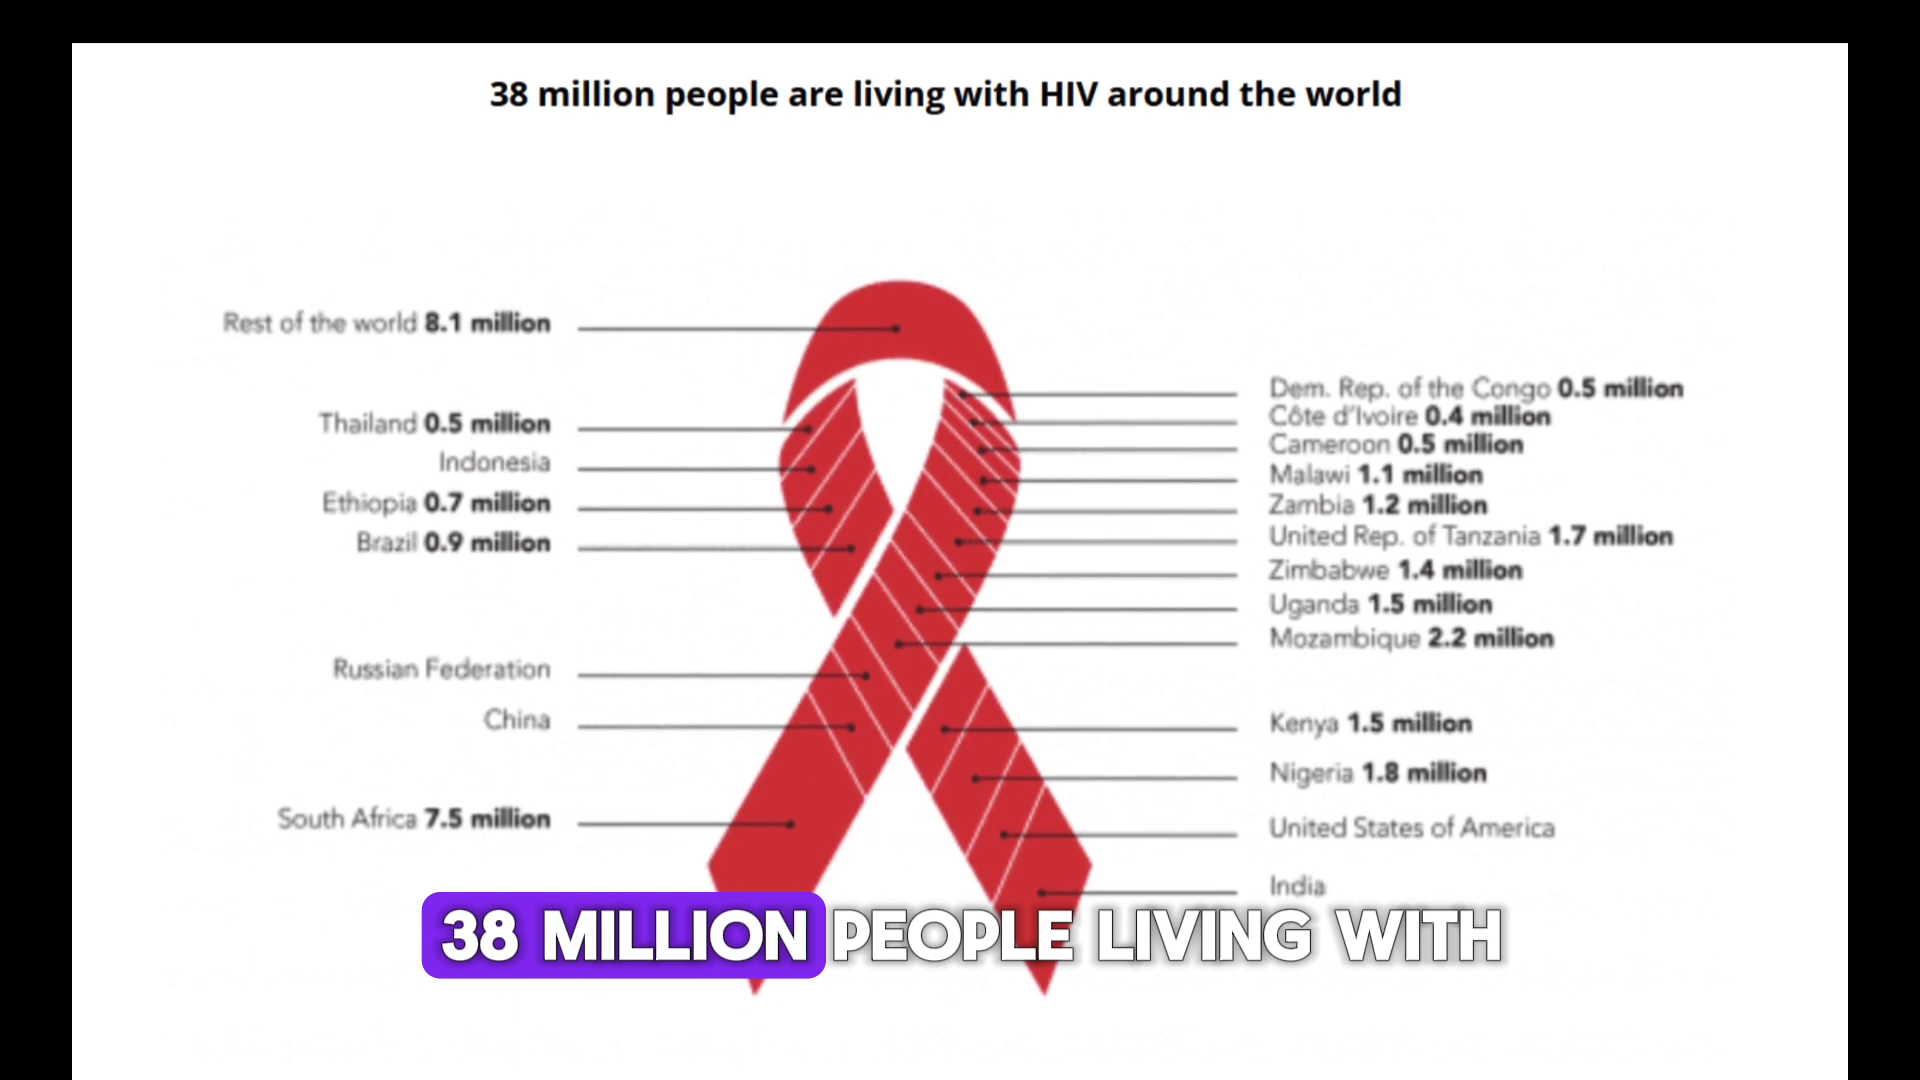 38 million people are living with HIV around the world
Rest of the world 8.1 million
Thailand 0.5 million
Indonesia
Ethiopia 0.7 million
Brazil 0.9 million
Russian Federation
China
South Africa 7.5 million
Dem. Rep. of the Congo 0.5 million
Côte d'Ivoire 0.4 million
Cameroon 0.5 million
Malawi 1.1 million
Zambia 1.2 million
United Rep. of Tanzania 1.7 million
Zimbabwe 1.4 million
Uganda 1.5 million
Mozambique 2.2 million
Kenya 1.5 million
Nigeria 1.8 million
United States of America
India
38 MILLION PEOPLE LIVING WITH